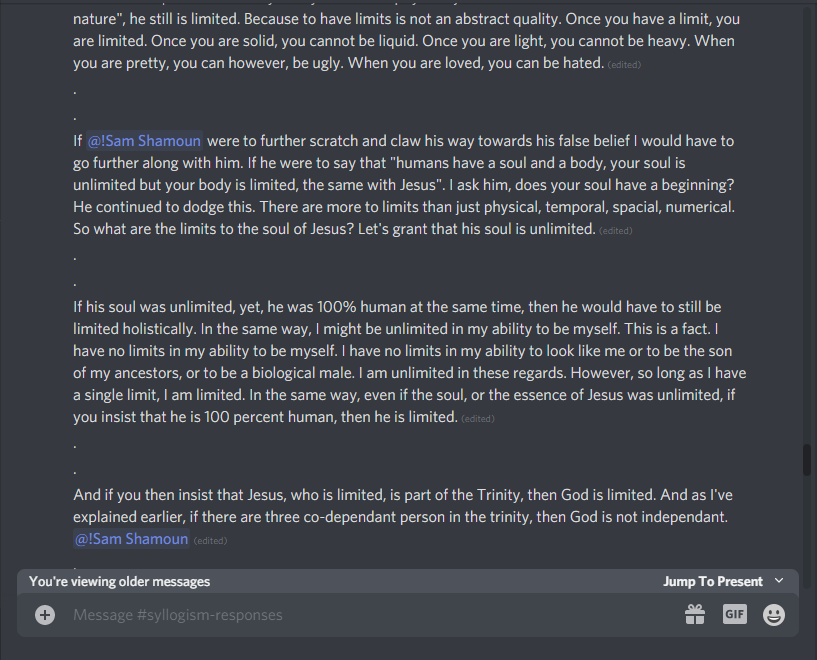 nature", he still is limited. Because to have limits is not an abstract quality. Once you have a limit, you
are limited. Once you are solid, you cannot be liquid. Once you are light, you cannot be heavy. When
you are pretty, you can however, be ugly. When you are loved, you can be hated. (edited)
.
.
If @!Sam Shamoun were to further scratch and claw his way towards his false belief I would have to
go further along with him. If he were to say that "humans have a soul and a body, your soul is
unlimited but your body is limited, the same with Jesus". I ask him, does your soul have a beginning?
He continued to dodge this. There are more to limits than just physical, temporal, spacial, numerical.
So what are the limits to the soul of Jesus? Let's grant that his soul is unlimited. (edited)
.
.
If his soul was unlimited, yet, he was 100% human at the same time, then he would have to still be
limited holistically. In the same way, I might be unlimited in my ability to be myself. This is a fact. I
have no limits in my ability to be myself. I have no limits in my ability to look like me or to be the son
of my ancestors, or to be a biological male. I am unlimited in these regards. However, so long as I have
a single limit, I am limited. In the same way, even if the soul, or the essence of Jesus was unlimited, if
you insist that he is 100 percent human, then he is limited. (edited)
.
.
And if you then insist that Jesus, who is limited, is part of the Trinity, then God is limited. And as I've
explained earlier, if there are three co-dependant person in the trinity, then God is not independant.
@!Sam Shamoun (edited)
.
You're viewing older messages Jump To Present
Message #syllogism-responses GIF